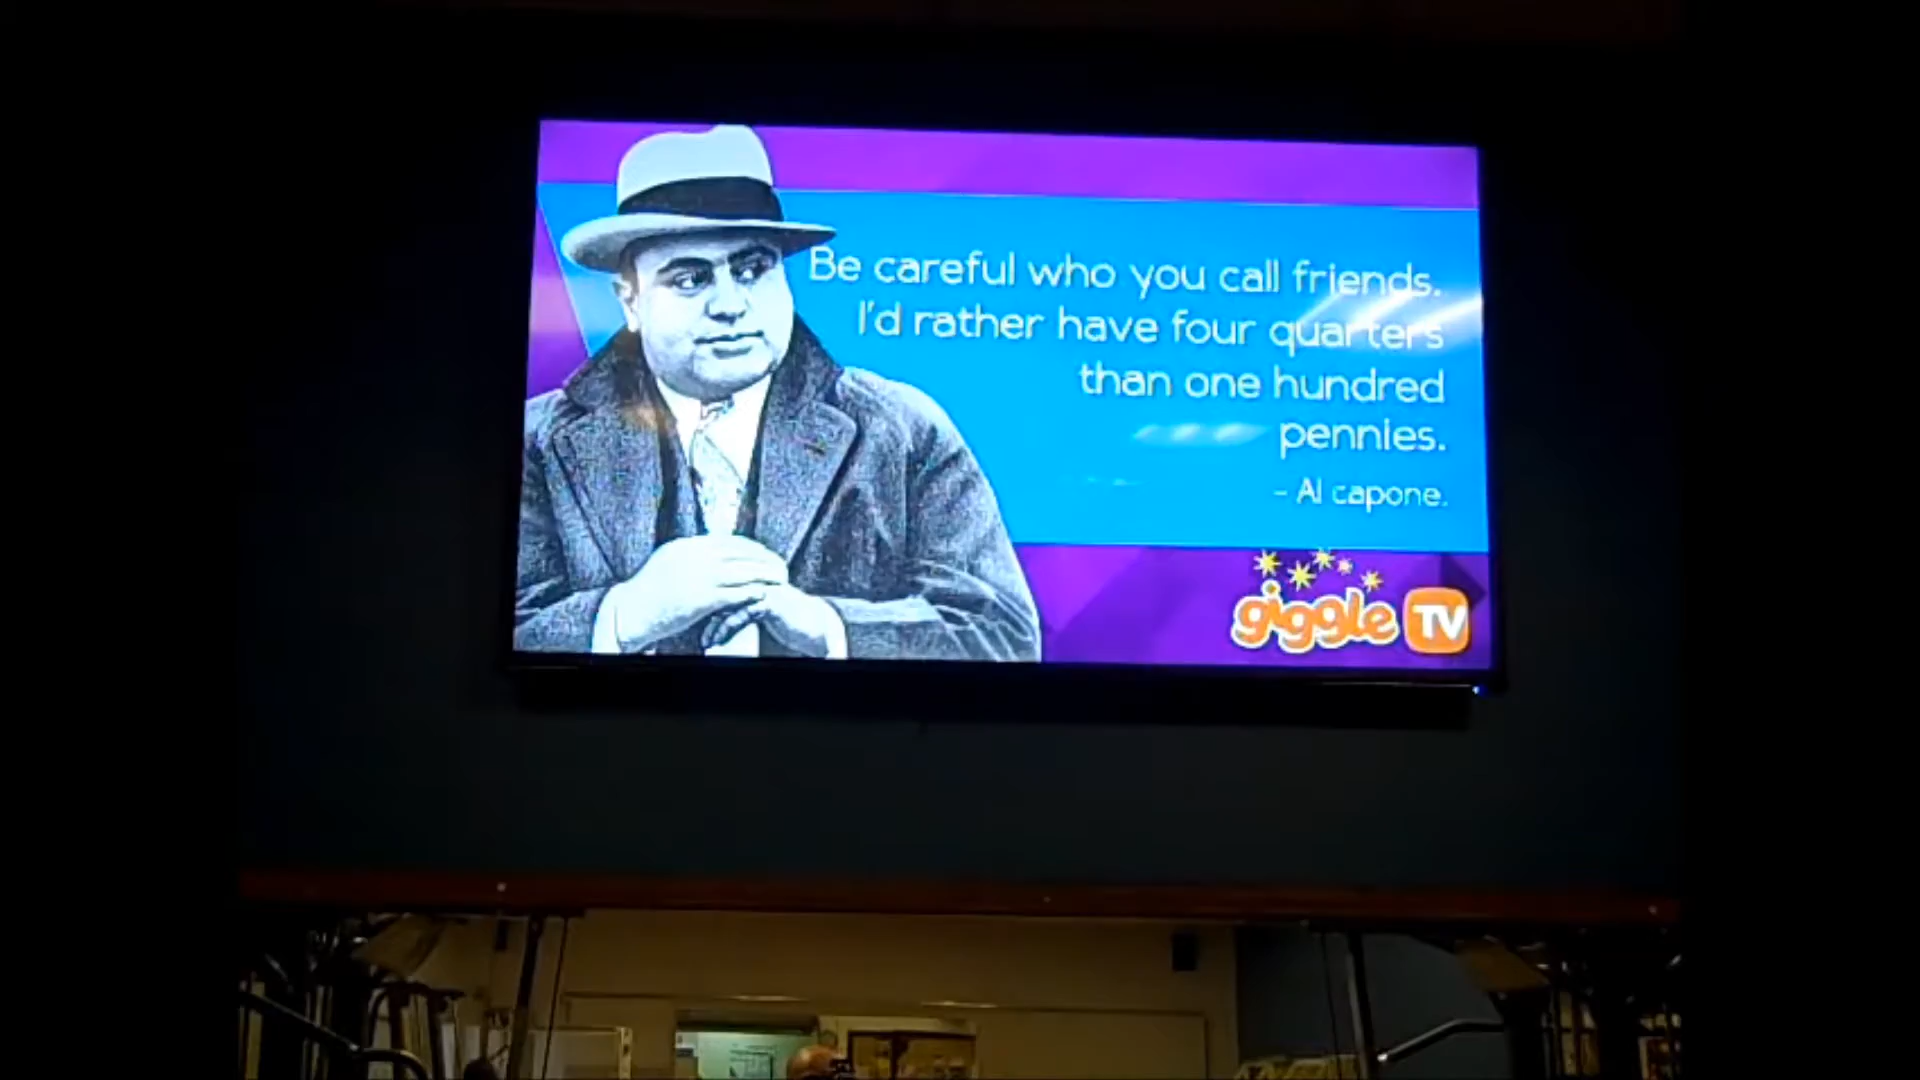 Be careful who you call friends.
I'd rather have four quarters
than one hundred
pennies.
- Al capone.
giggle TV